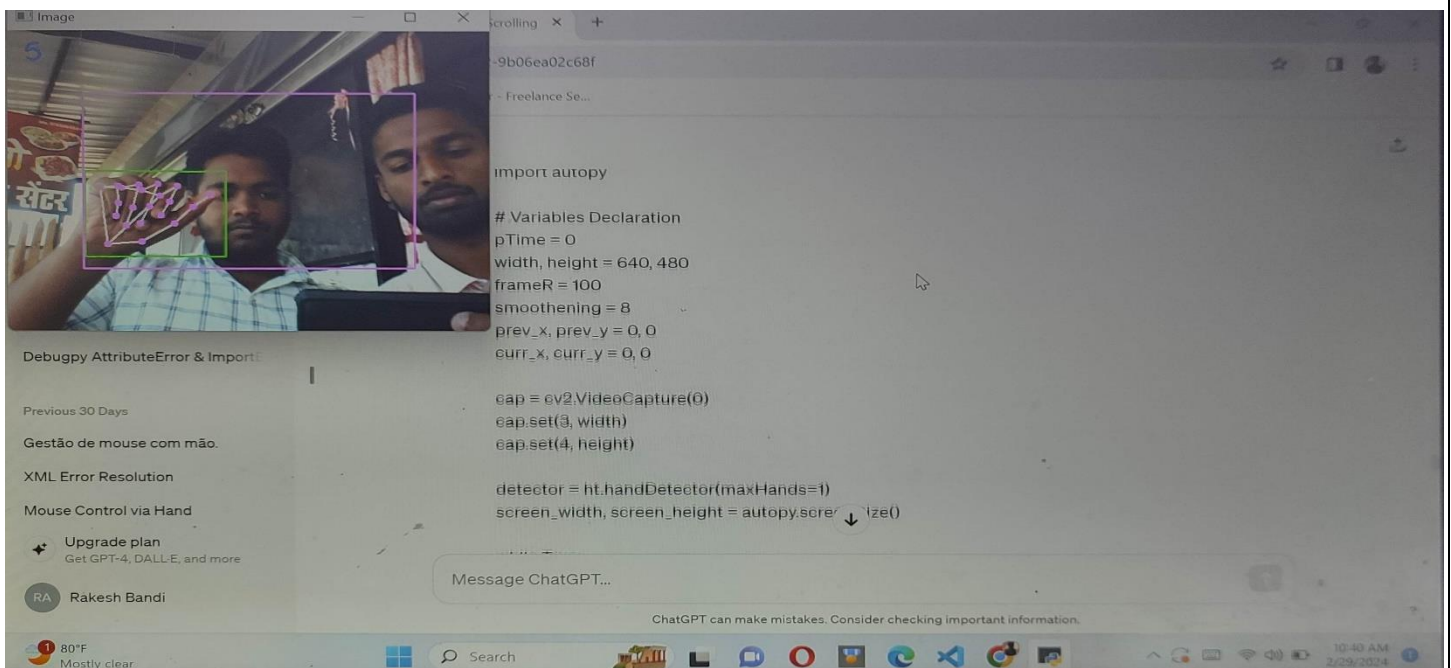 Image
Scrolling
-9b06ea02c68f
- Freelance Se...
5
सेंटर
import autopy
# Variables Declaration
pTime = 0
width, height = 640, 480
frameR = 100
smoothening = 8
prev_x, prev_y = 0, 0
curr_x, curr_y = 0, 0
cap = cv2.VideoCapture(0)
cap.set(3, width)
cap.set(4, height)
detector = ht.handDetector(maxHands=1)
screen_width, screen_height = autopy.scre ize()
Debugpy AttributeError & Import
Previous 30 Days
Gestão de mouse com mão.
XML Error Resolution
Mouse Control via Hand
Upgrade plan
Get GPT-4, DALL·E, and more
RA
Rakesh Bandi
Message ChatGPT...
ChatGPT can make mistakes. Consider checking important information.
1
80°F
Mostly clear
Search
10:40 AM
2/29/2024